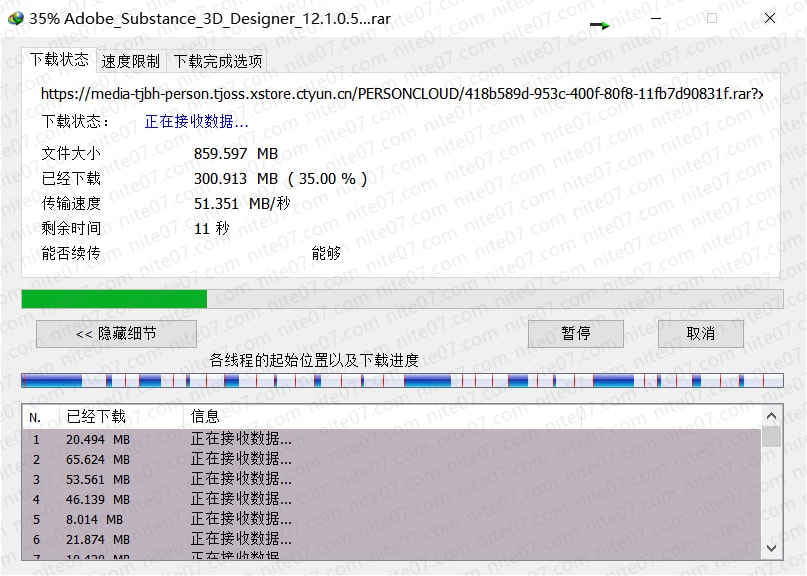 35% Adobe_Substance_3D_Designer_12.1.0.5...rar
下载状态 速度限制 下载完成选项
https://media-tjbh-person.tjoss.xstore.ctyun.cn/PERSONCLOUD/418b589d-953c-400f-80f8-11fb7d90831f.rar?x
下载状态： 正在接收数据...
文件大小 859.597 MB
已经下载 300.913 MB ( 35.00 % )
传输速度 51.351 MB/秒
剩余时间 11 秒
能否续传 能够
<< 隐藏细节 暂停 取消
各线程的起始位置以及下载进度
N. 已经下载 信息
1 20.494 MB 正在接收数据...
2 65.624 MB 正在接收数据...
3 53.561 MB 正在接收数据...
4 46.139 MB 正在接收数据...
5 8.014 MB 正在接收数据...
6 21.874 MB 正在接收数据...
nite07.com